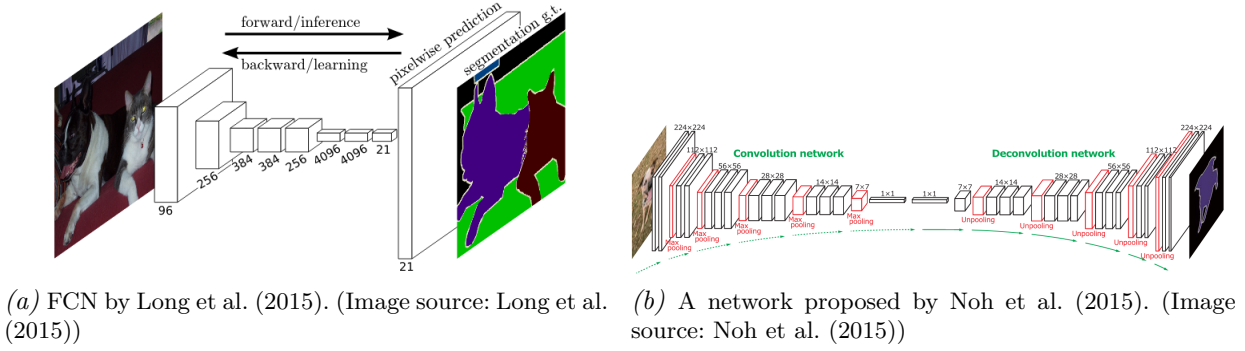 forward/inference
backward/learning
pixelwise prediction
segmentation g.t.
96
256
384
384
256
4096
4096
21
21
(a) FCN by Long et al. (2015). (Image source: Long et al.
(2015))
Convolution network
Deconvolution network
224×224
112×112
56×56
28×28
14×14
7×7
1×1
1×1
7×7
14×14
28×28
56×56
112×112
224×224
Max
pooling
Max
pooling
Max
pooling
Max
pooling
Max
pooling
Unpooling
Unpooling
Unpooling
Unpooling
Unpooling
(b) A network proposed by Noh et al. (2015). (Image
source: Noh et al. (2015))